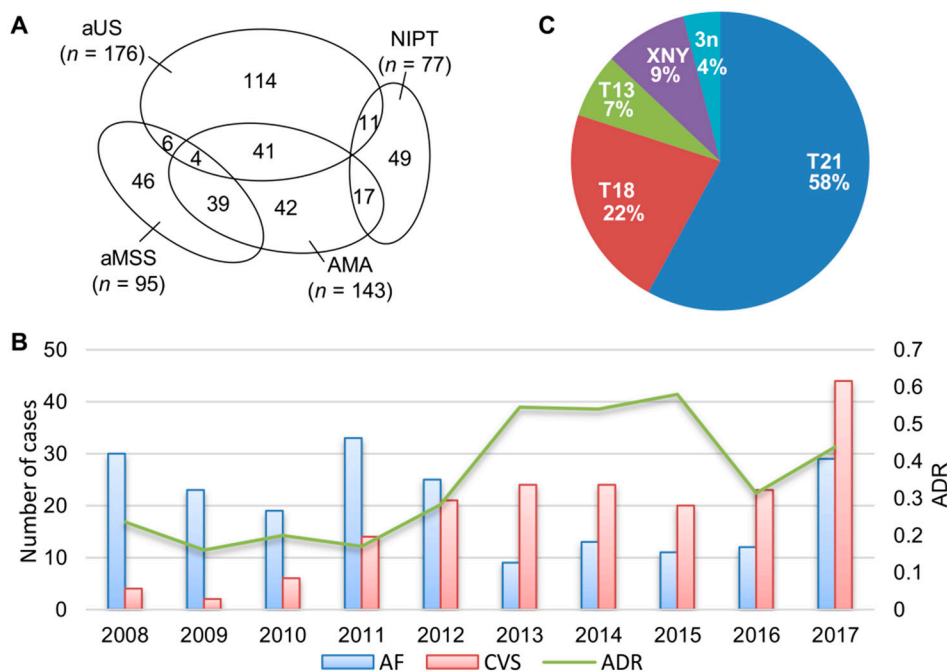 A
aUS
(n = 176)
NIPT
(n = 77)
114
11
6
4
41
49
46
39
42
17
aMSS
(n = 95)
AMA
(n = 143)
C
3n
4%
XNY
9%
T13
7%
T21
58%
T18
22%
B
50
40
30
20
10
0
Number of cases
0.7
0.6
0.5
0.4
0.3
0.2
0.1
0
ADR
2008 2009 2010 2011 2012 2013 2014 2015 2016 2017
AF CVS ADR